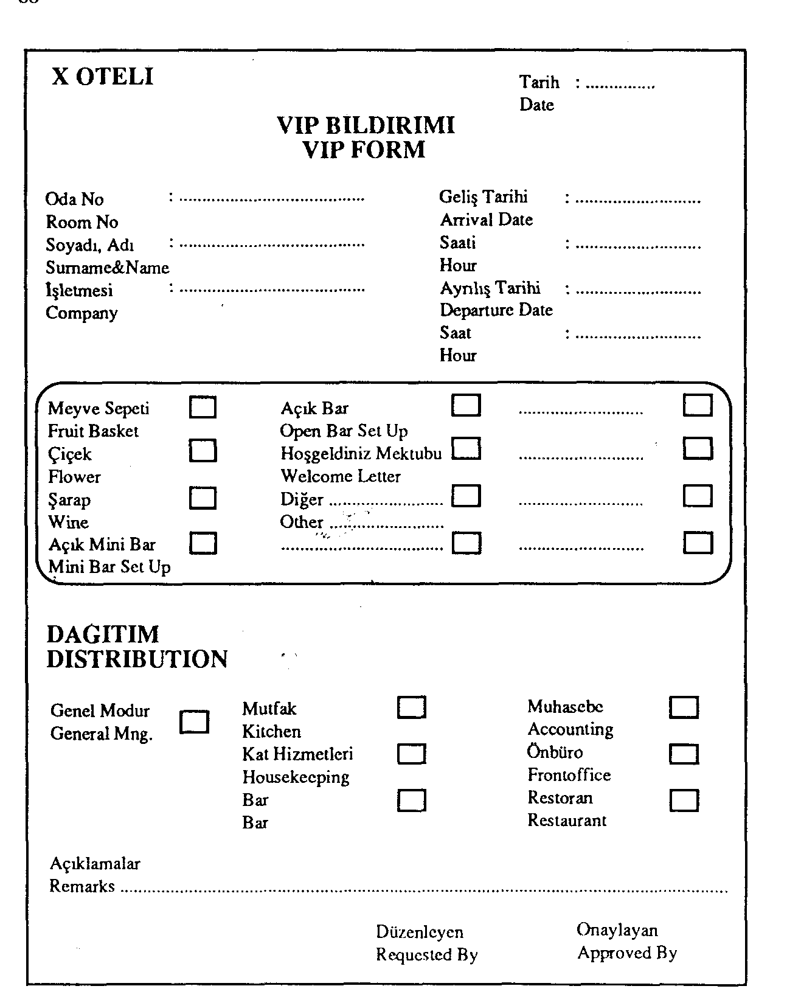 X OTELI
Tarih : ...............
Date
VIP BILDIRIMI
VIP FORM
Oda No : ........................................
Room No
Soyadı, Adı : ........................................
Surname&Name
İşletmesi : ........................................
Company
Geliş Tarihi : ...........................
Arrival Date
Saati : ...........................
Hour
Ayrılış Tarihi : ...........................
Departure Date
Saat : ...........................
Hour
Meyve Sepeti
Fruit Basket
Çiçek
Flower
Şarap
Wine
Açık Mini Bar
Mini Bar Set Up
Açık Bar
Open Bar Set Up
Hoşgeldiniz Mektubu
Welcome Letter
Diğer .........................
Other .........................
DAĞITIM
DISTRIBUTION
Genel Modur
General Mng.
Mutfak
Kitchen
Kat Hizmetleri
Housekeeping
Bar
Bar
Muhasebe
Accounting
Önbüro
Frontoffice
Restoran
Restaurant
Açıklamalar
Remarks ...............................................................................................
Düzenleyen
Requested By
Onaylayan
Approved By